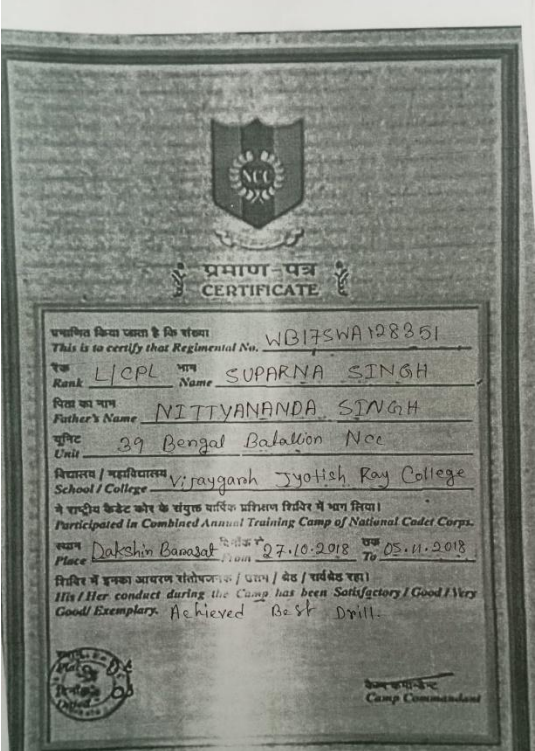 NCC
प्रमाण-पत्र
CERTIFICATE
प्रमाणित किया जाता है कि संख्या
This is to certify that Regimental No. WB17SWA128351
रैंक L/CPL नाम
Rank Name SUPARNA SINGH
पिता का नाम
Father's Name NITTYANANDA SINGH
यूनिट
Unit 39 Bengal Batallion Ncc
विद्यालय / महाविद्यालय
School / College Vijaygarh Jyotish Ray College
ने राष्ट्रीय कैडेट कोर के संयुक्त वार्षिक प्रशिक्षण शिविर में भाग लिया।
Participated in Combined Annual Training Camp of National Cadet Corps.
स्थान दिनांक से तक
Place Dakshin Barasat From 27.10.2018 To 05.11.2018
शिविर में इनका आचरण संतोषजनक / उत्तम / श्रेष्ठ / सर्वश्रेष्ठ रहा।
His / Her conduct during the Camp has been Satisfactory / Good / Very
Good / Exemplary. Achieved Best Drill.
दिनांक
Dated
कैम्प कमान्डेन्ट
Camp Commandant